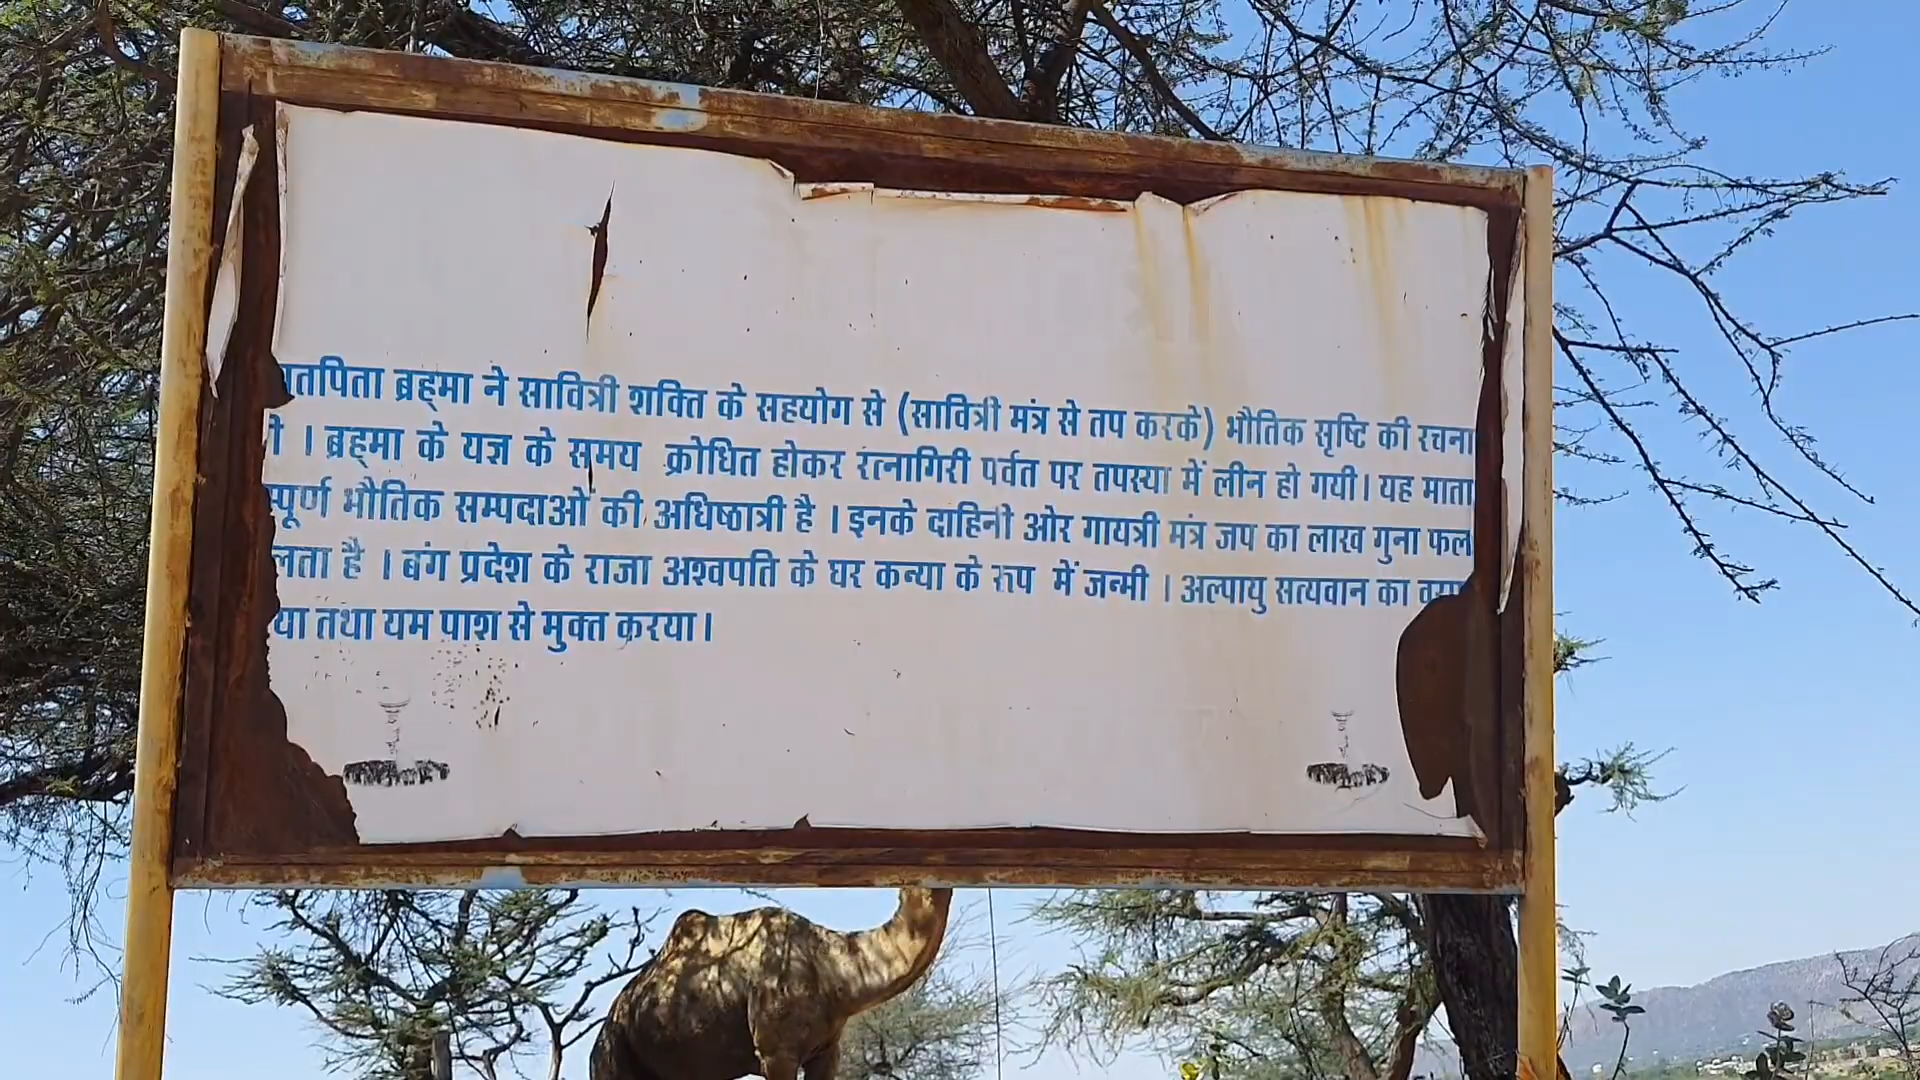 तपिता ब्रह्मा ने सावित्री शक्ति के सहयोग से (सावित्री मंत्र से तप करके) भौतिक सृष्टि की रचना
। ब्रह्मा के यज्ञ के समय क्रोधित होकर रत्नागिरी पर्वत पर तपस्या में लीन हो गयी। यह माता
म्पूर्ण भौतिक सम्पदाओं की अधिष्ठात्री है । इनके दाहिनी ओर गायत्री मंत्र जप का लाख गुना फल
लता है । बंग प्रदेश के राजा अश्वपति के घर कन्या के रूप में जन्मी । अल्पायु सत्यवान का
या तथा यम पाश से मुक्त करया।